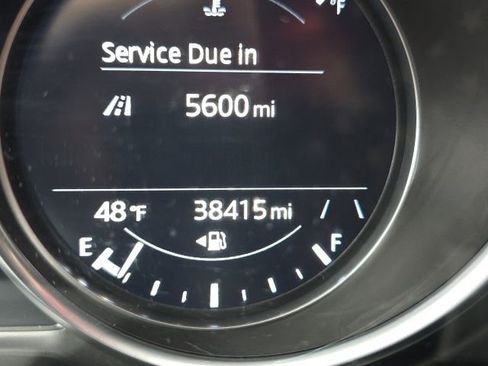 °F
Service Due in
5600 mi
48°F 38415 mi
E F